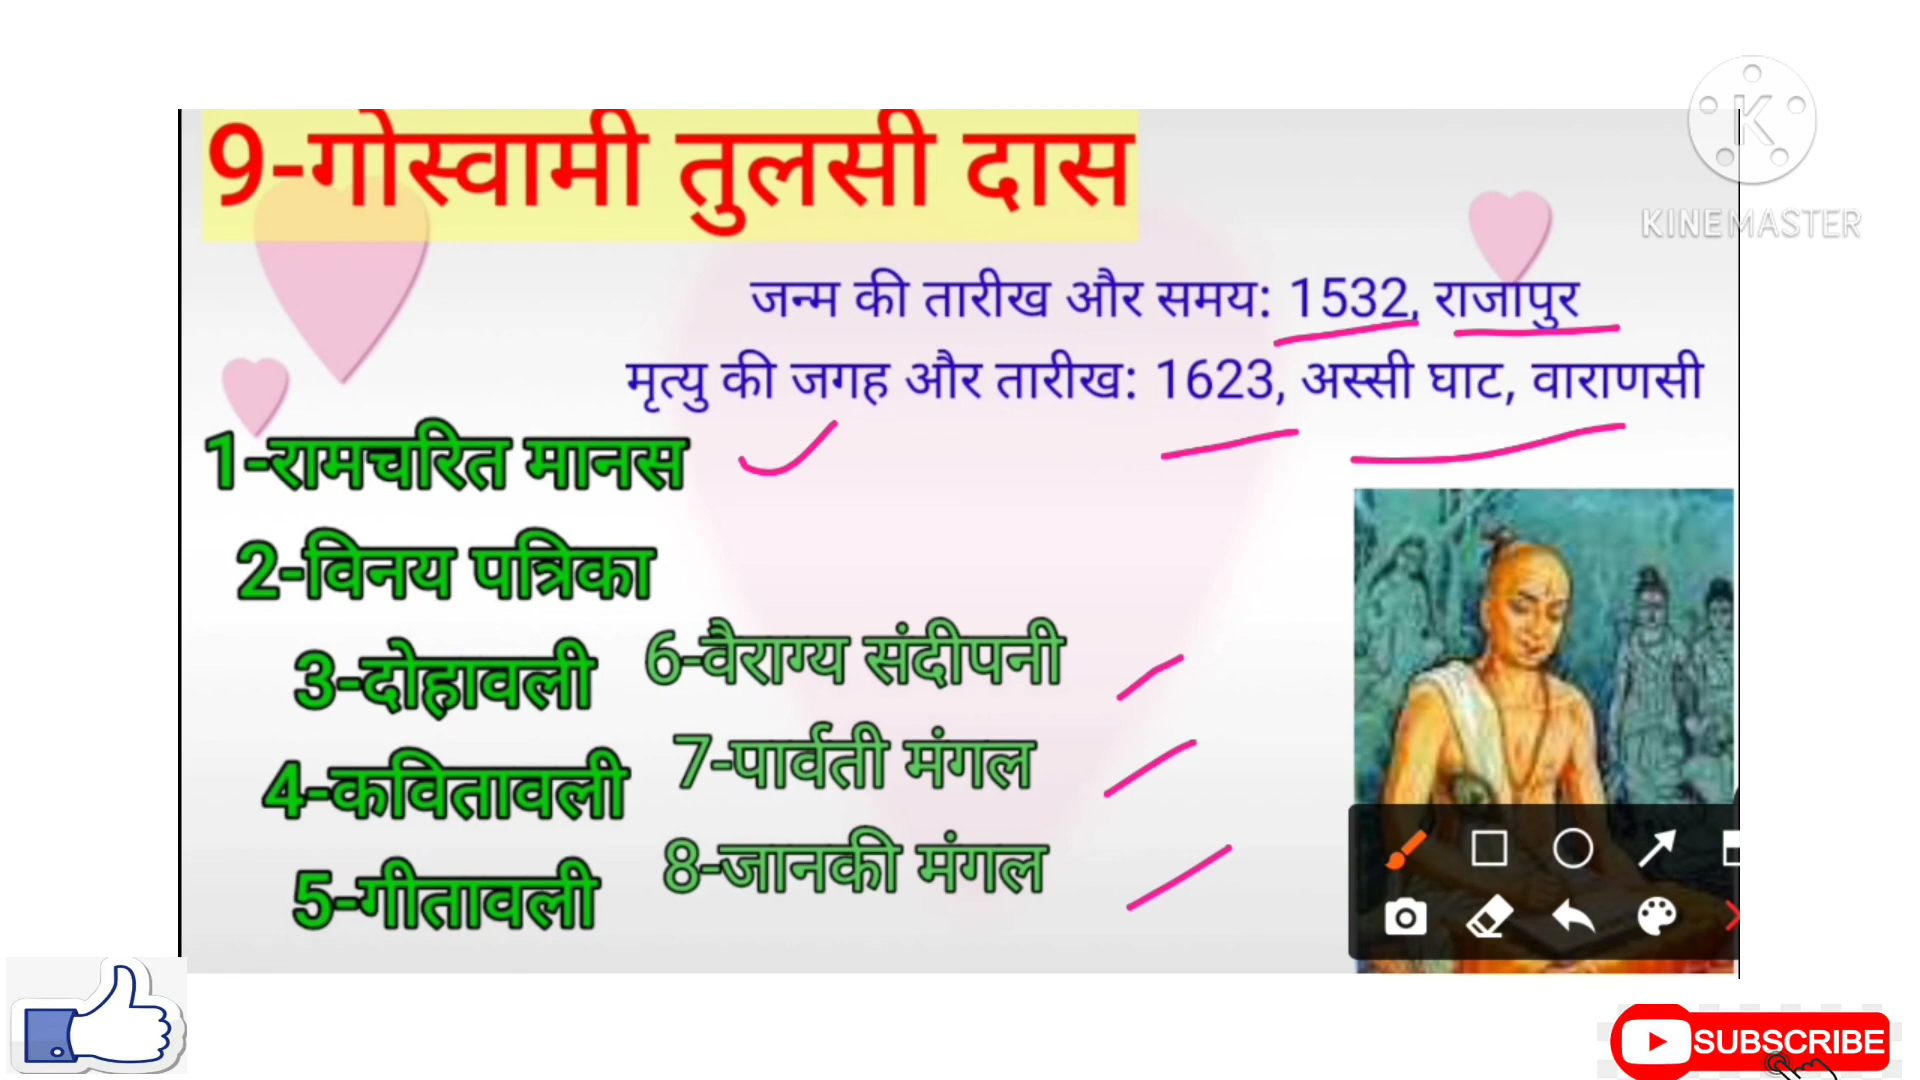 9-गोस्वामी तुलसी दास
जन्म की तारीख और समय: 1532, राजापुर
मृत्यु की जगह और तारीख: 1623, अस्सी घाट, वाराणसी
1-रामचरित मानस
2-विनय पत्रिका
3-दोहावली
4-कवितावली
5-गीतावली
6-वैराग्य संदीपनी
7-पार्वती मंगल
8-जानकी मंगल
K
KINEMASTER
SUBSCRIBE